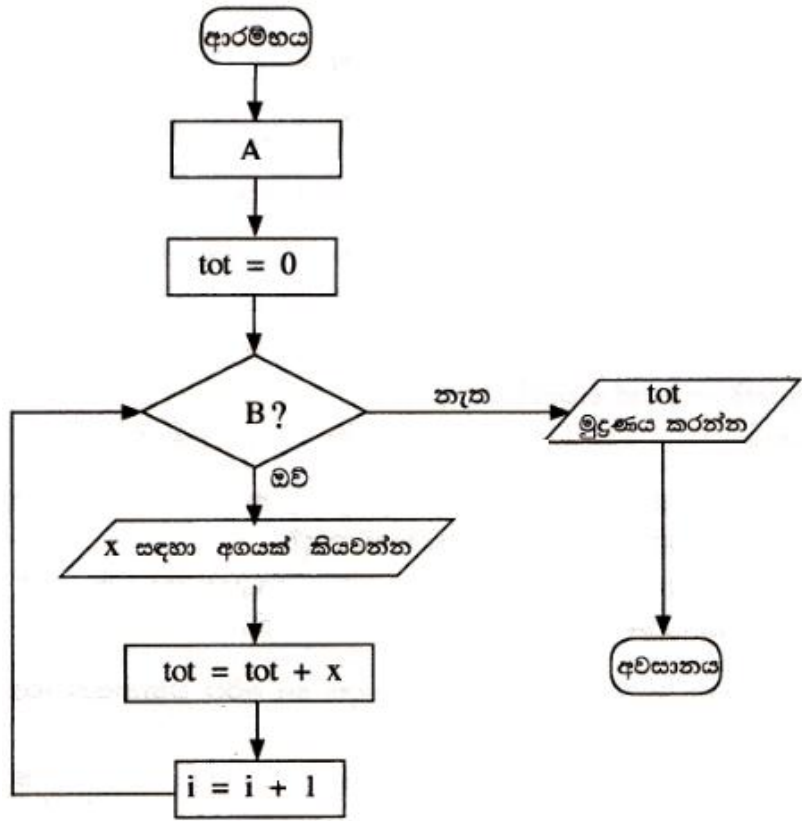 ආරම්භය
A
tot = 0
B?
නැත
tot
මුද්‍රණය කරන්න
ඔව්
x සඳහා අගයක් කියවන්න
tot = tot + x
අවසානය
i = i + 1